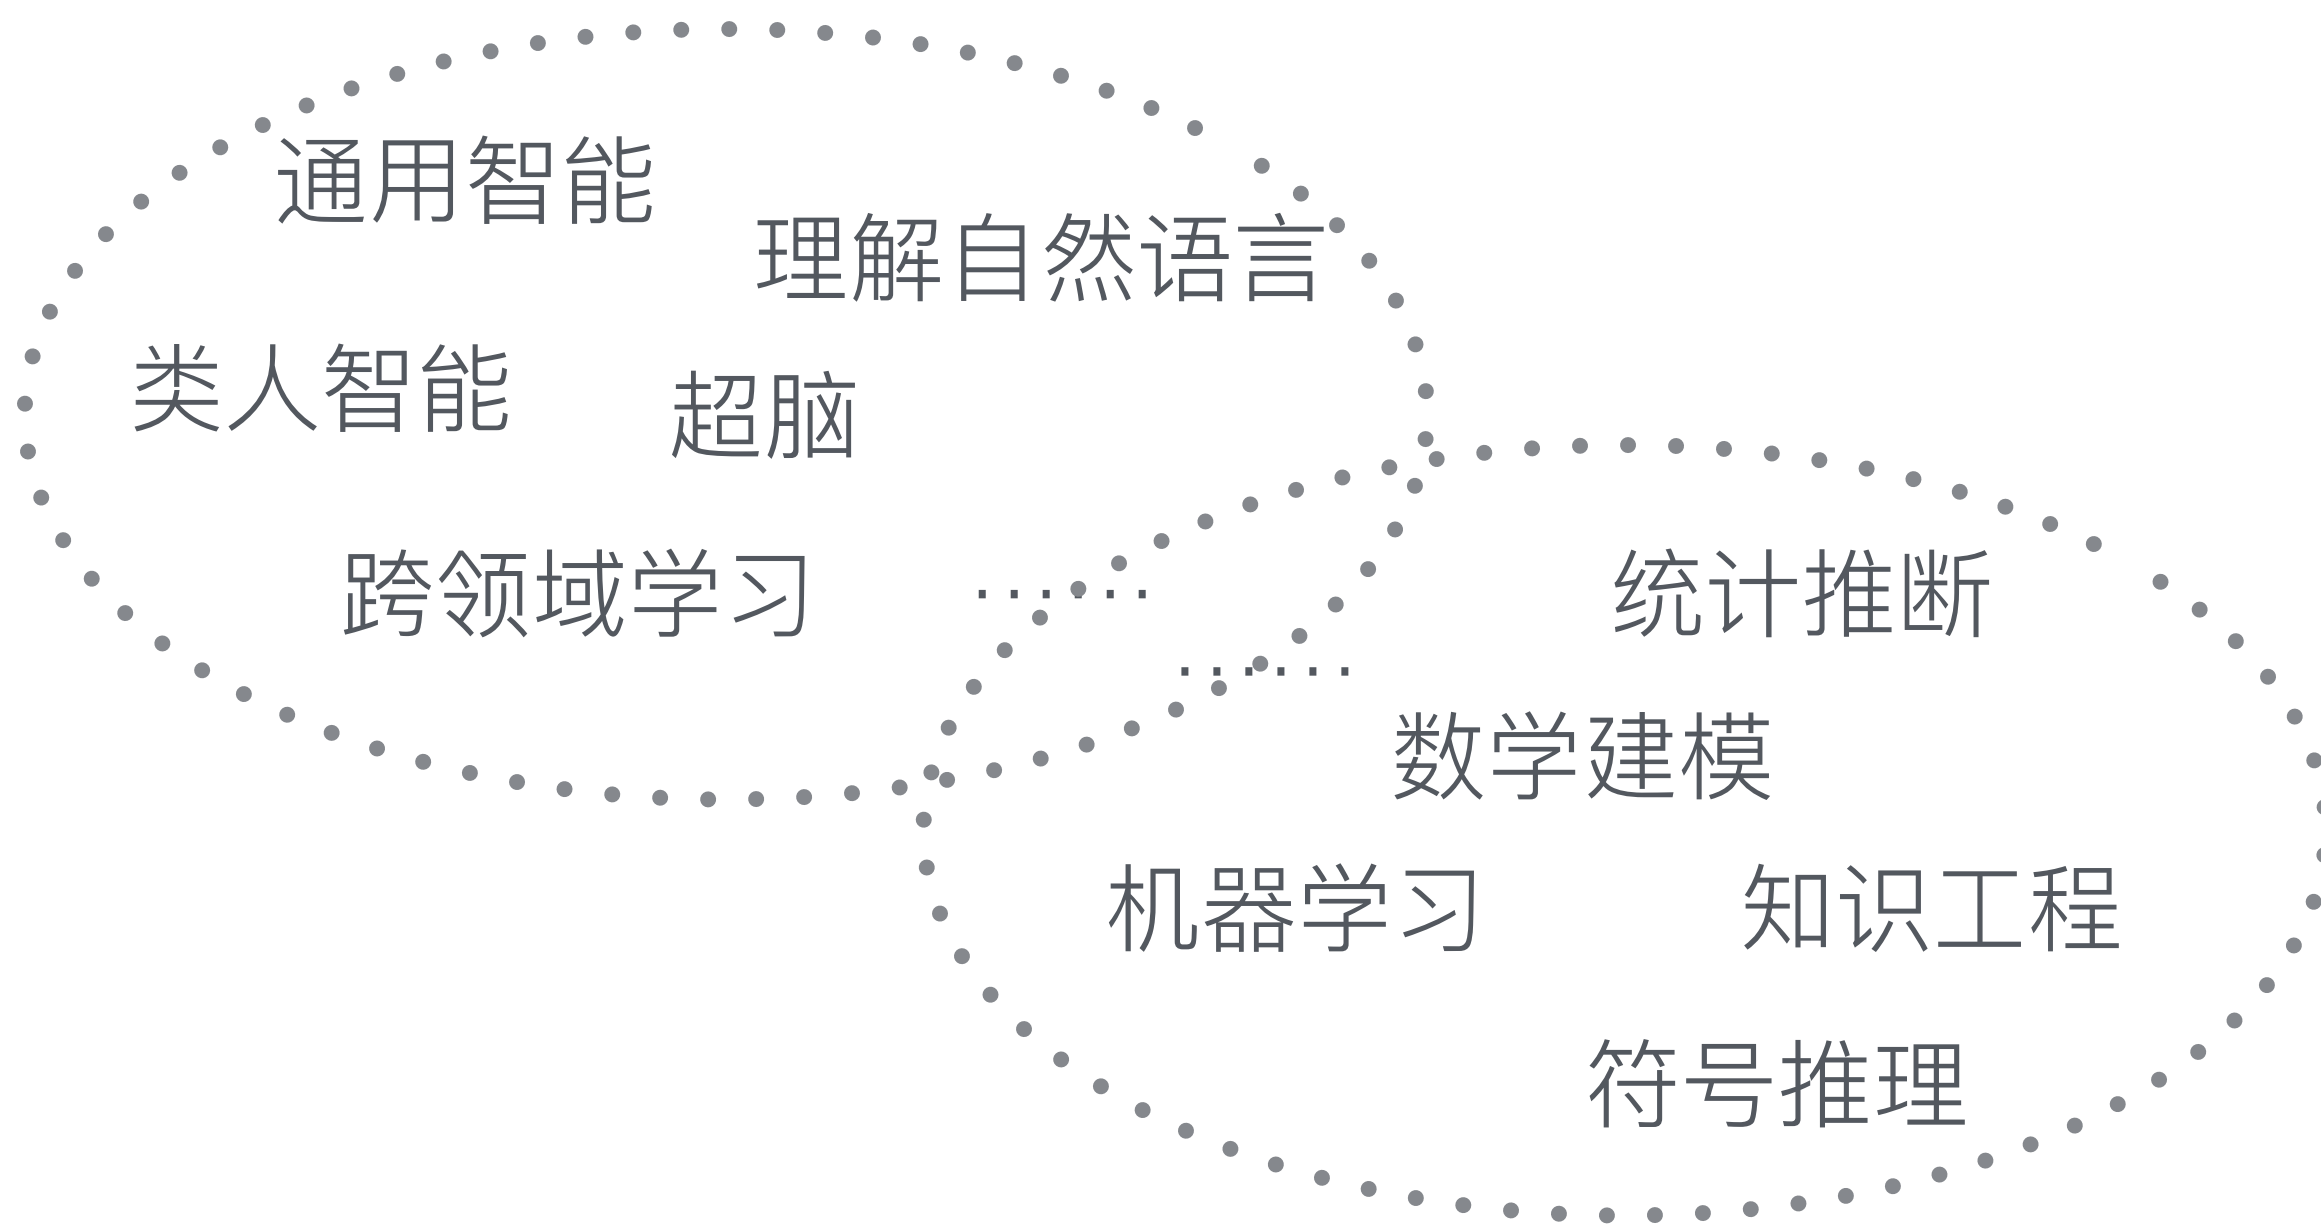 通用智能
理解自然语言
类人智能
超脑
跨领域学习
······
统计推断
······
数学建模
机器学习
知识工程
符号推理